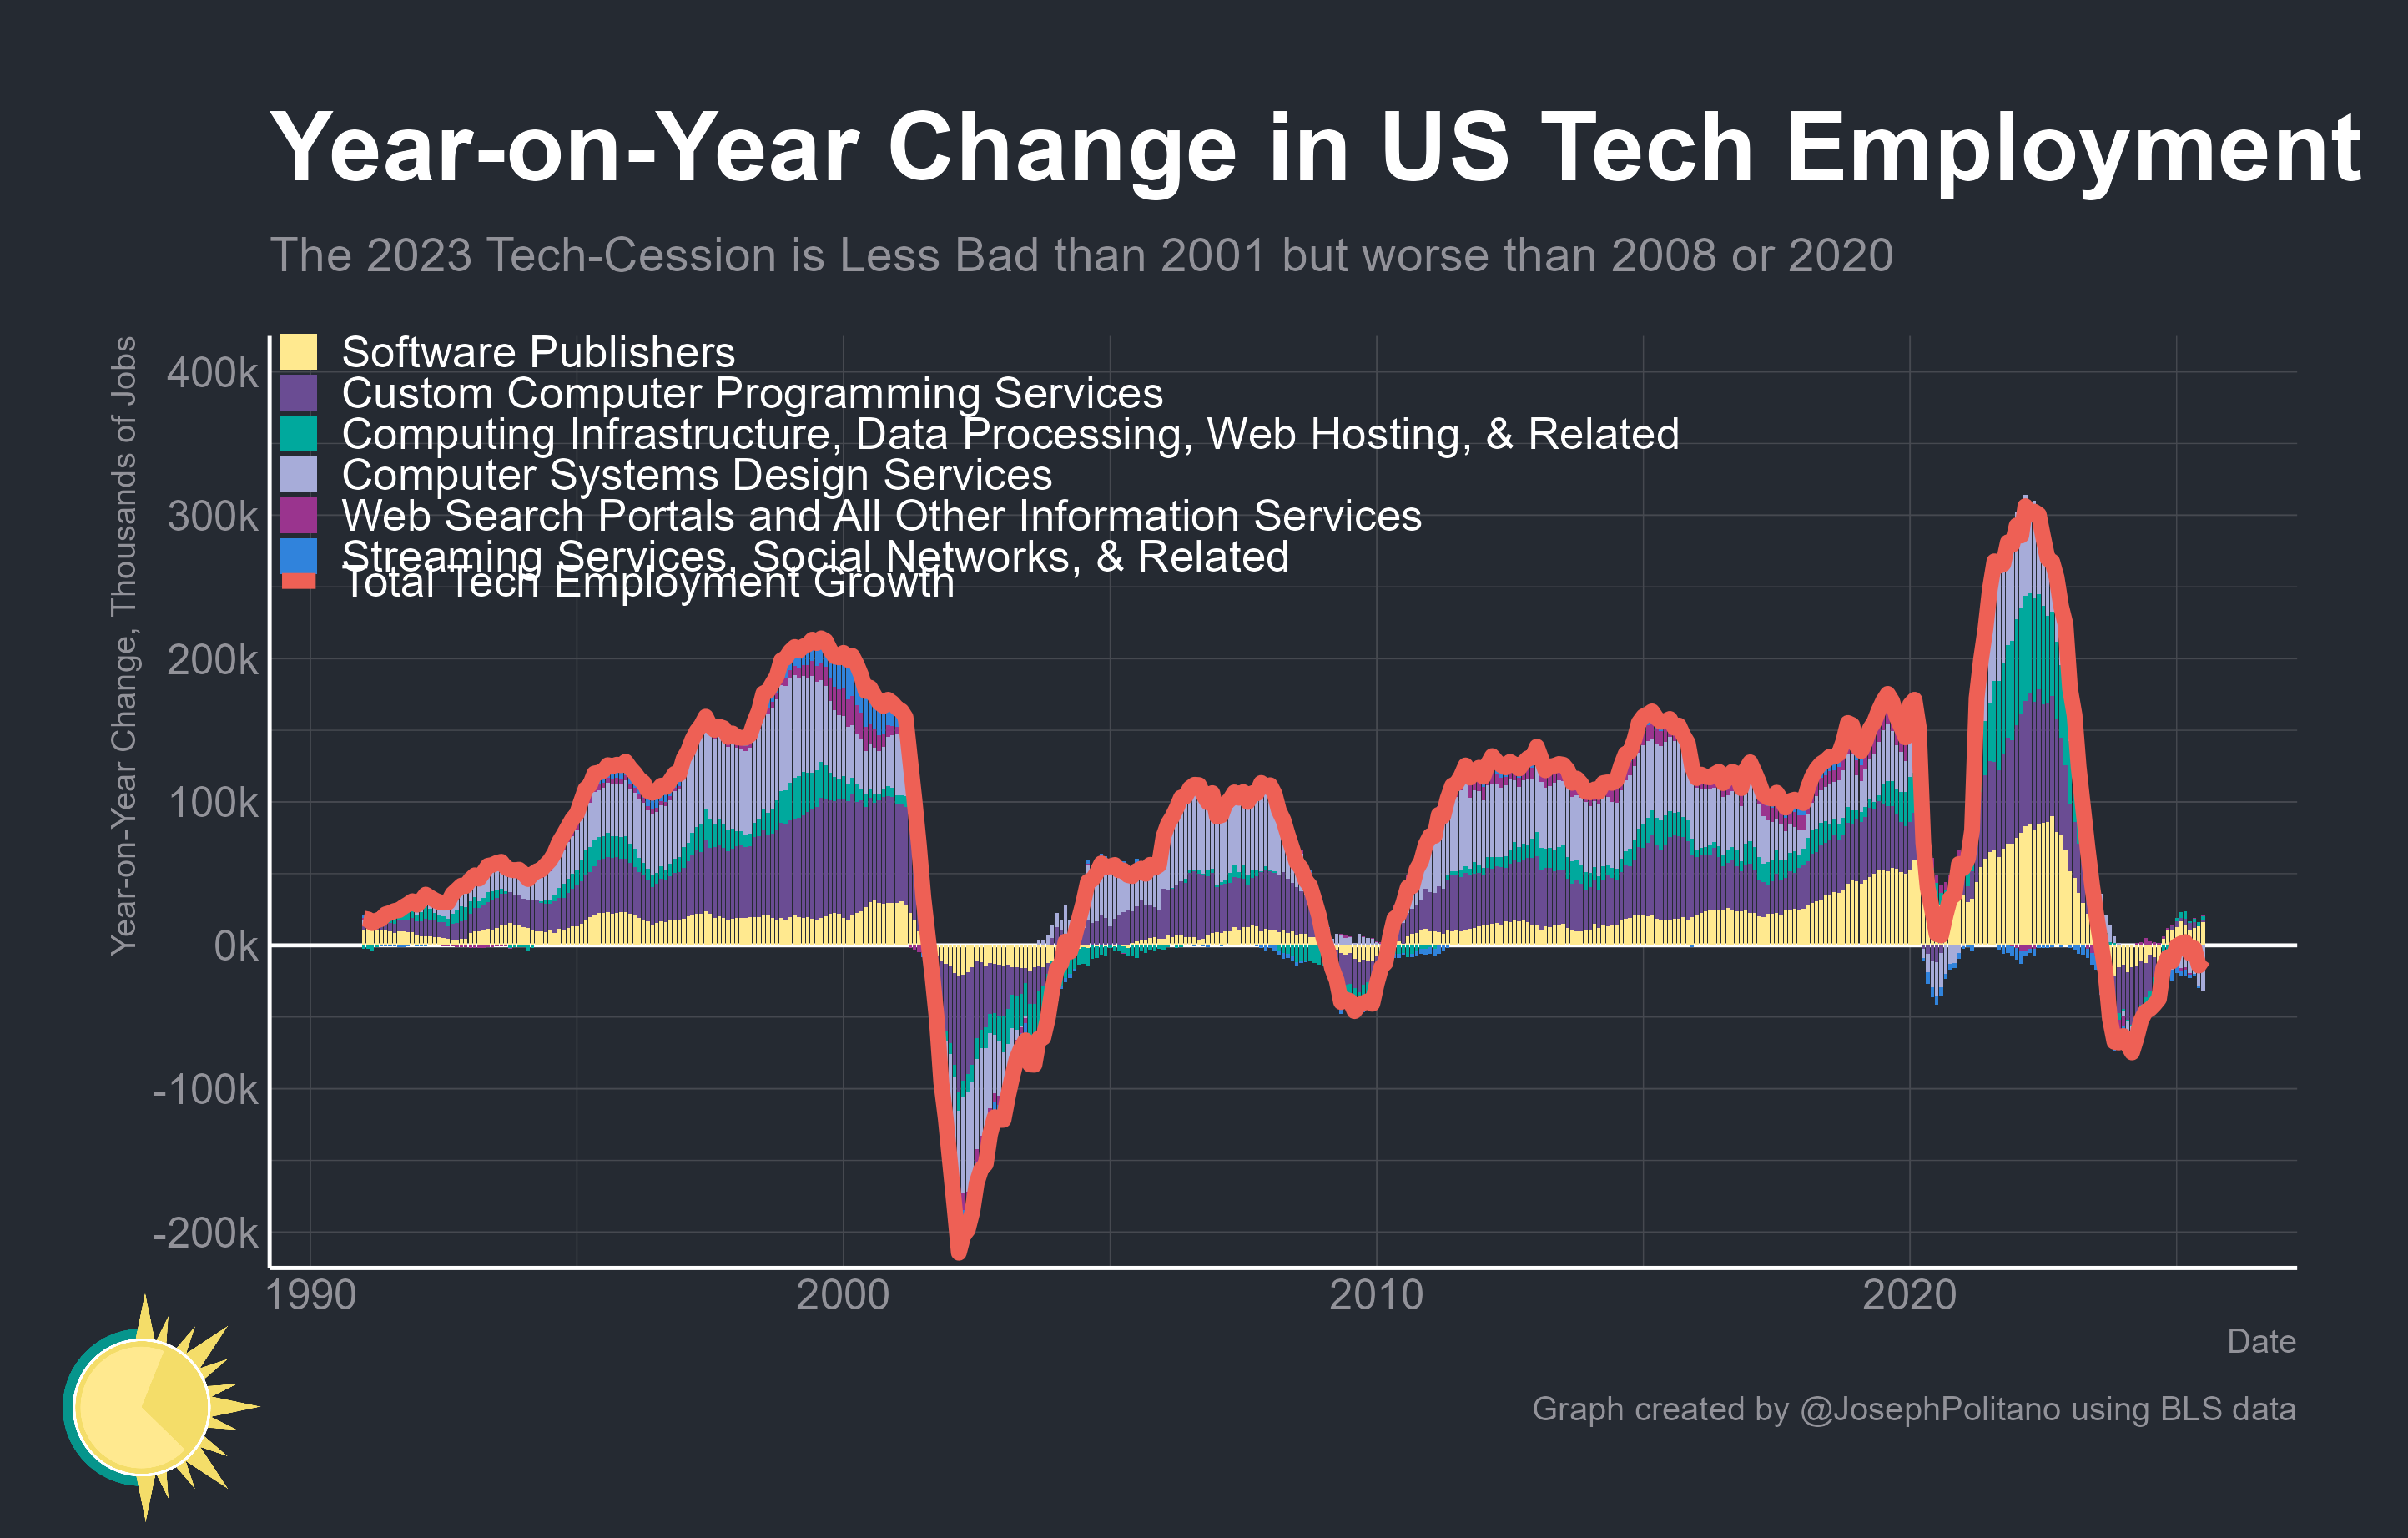 Year-on-Year Change in US Tech Employment
The 2023 Tech-Cession is Less Bad than 2001 but worse than 2008 or 2020
Year-on-Year Change, Thousands of Jobs
Software Publishers
Custom Computer Programming Services
Computing Infrastructure, Data Processing, Web Hosting, & Related
Computer Systems Design Services
Web Search Portals and All Other Information Services
Streaming Services, Social Networks, & Related
Total Tech Employment Growth
400k
300k
200k
100k
0k
-100k
-200k
1990 2000 2010 2020
Date
Graph created by @JosephPolitano using BLS data